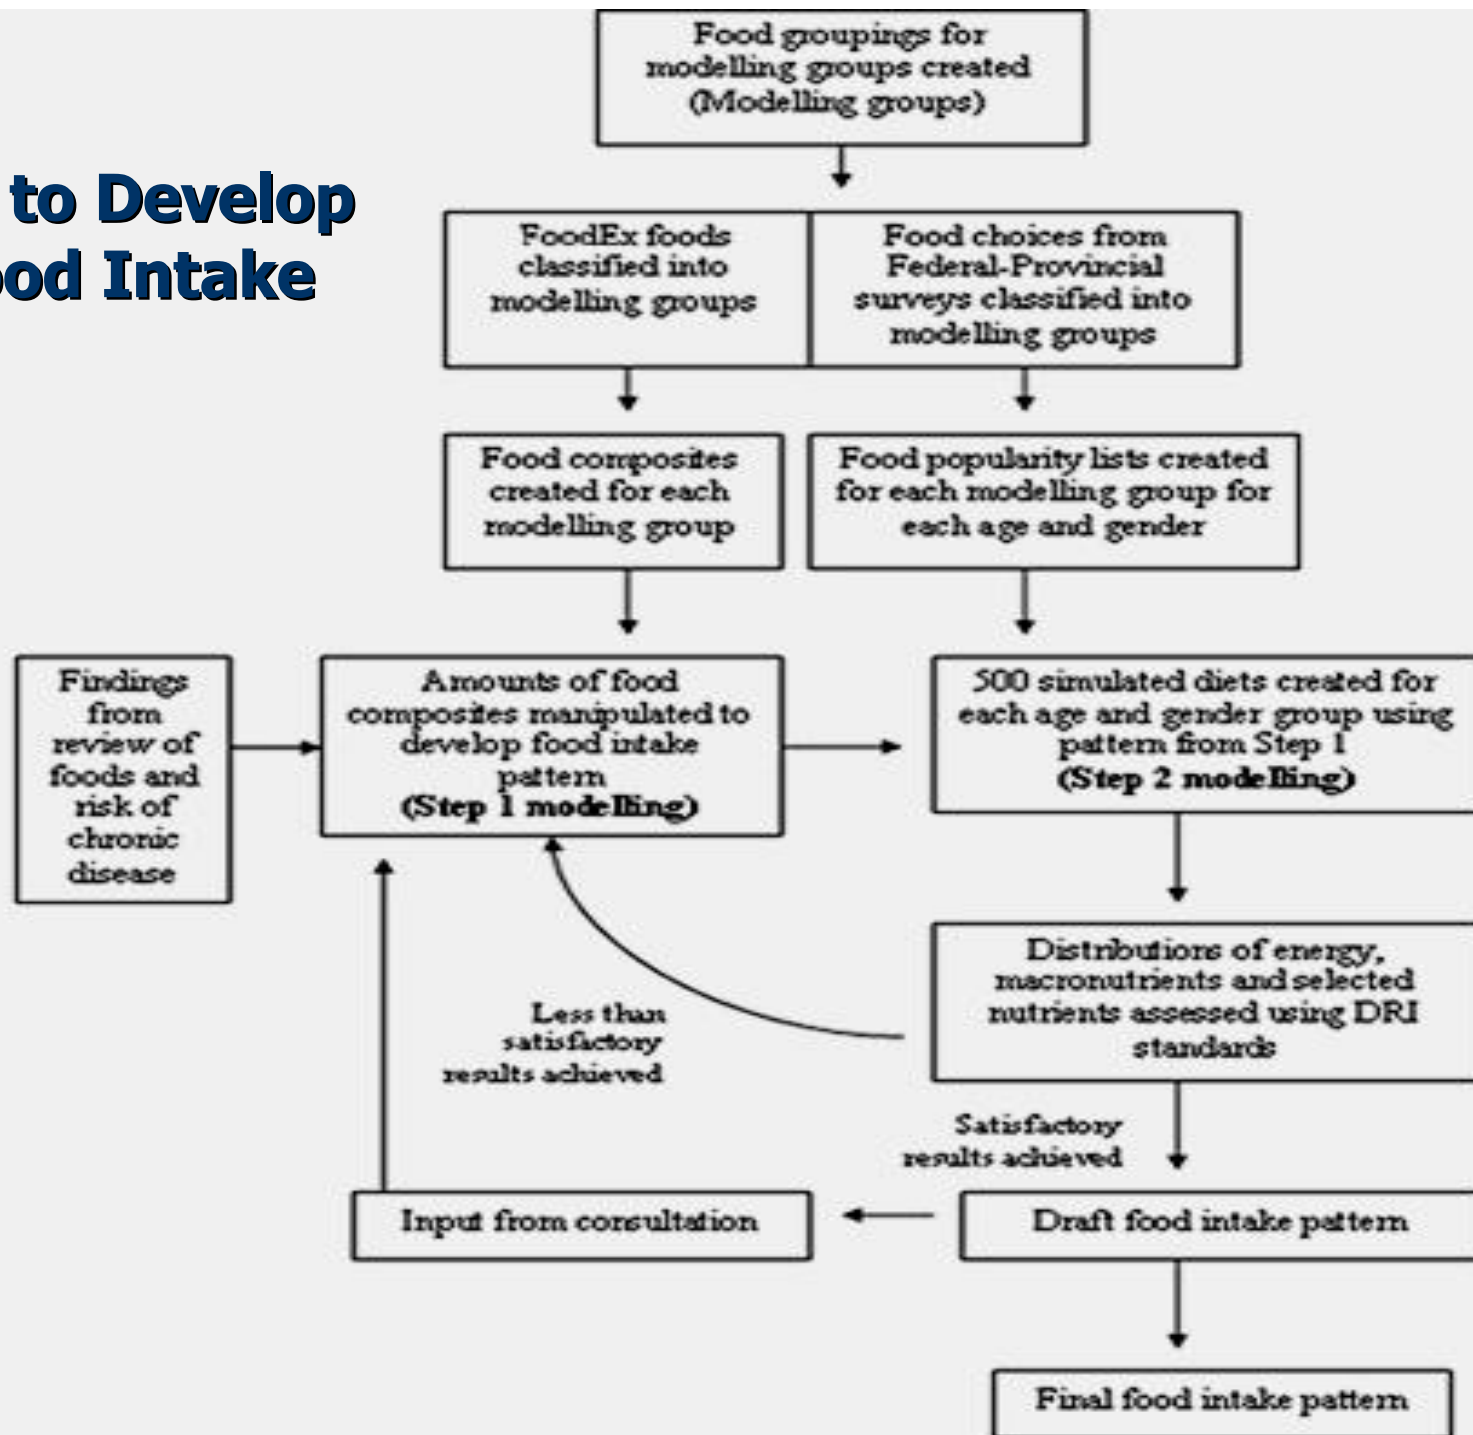 Food groupings for
modelling groups created
(Modelling groups)
to Develop
ood Intake
FoodEx foods
classified into
modelling groups
Food choices from
Federal-Provincial
surveys classified into
modelling groups
Food composites
created for each
modelling group
Food popularity lists created
for each modelling group for
each age and gender
Findings
from
review of
foods and
risk of
chronic
disease
Amounts of food
composites manipulated to
develop food intake
pattern
(Step 1 modelling)
500 simulated diets created for
each age and gender group using
pattern from Step 1
(Step 2 modelling)
Distributions of energy,
macronutrients and selected
nutrients assessed using DRI
standards
Less than
satisfactory
results achieved
Satisfactory
results achieved
Input from consultation
Draft food intake pattern
Final food intake pattern